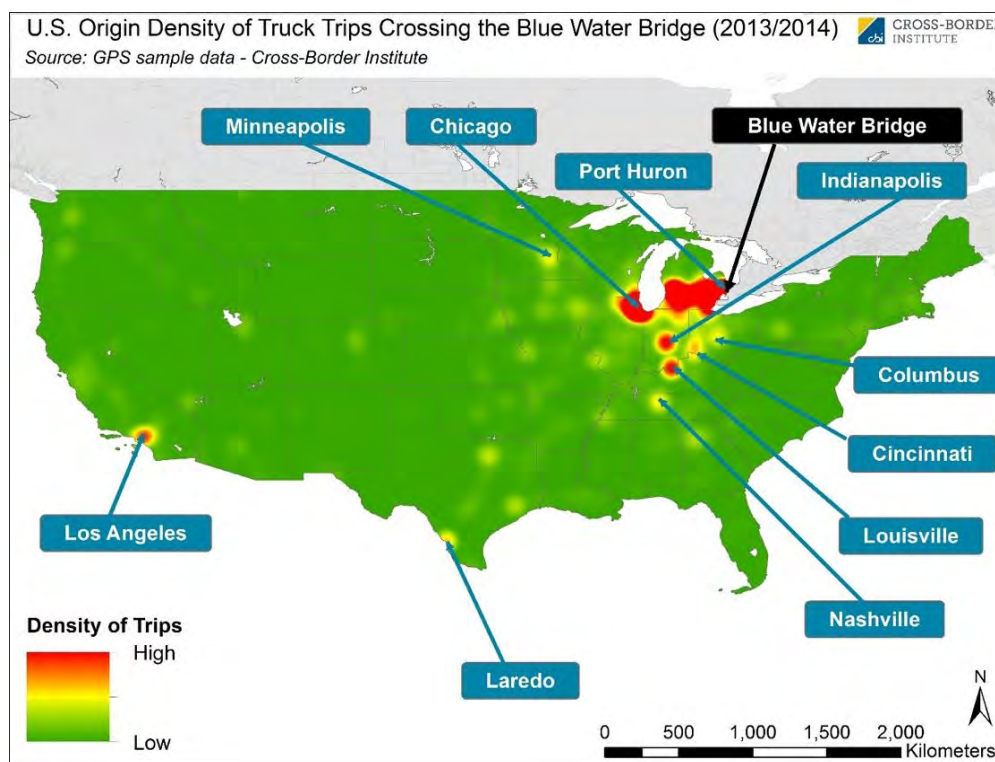 U.S. Origin Density of Truck Trips Crossing the Blue Water Bridge (2013/2014)
cbi
CROSS-BORDER
INSTITUTE
Source: GPS sample data - Cross-Border Institute
Minneapolis
Chicago
Blue Water Bridge
Port Huron
Indianapolis
Columbus
Cincinnati
Los Angeles
Louisville
Nashville
Laredo
Density of Trips
High
Low
N
0 500 1,000 1,500 2,000
Kilometers